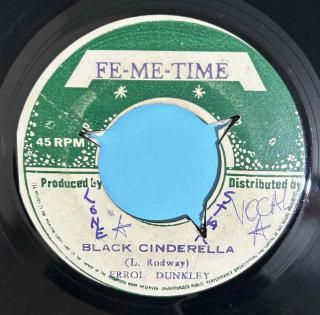 FE-ME-TIME
45 RPM
Produced by
Distributed by
LONE
STAR
A
VOCAL
A
BLACK CINDERELLA
(L. Rodway)
ERROL DUNKLEY